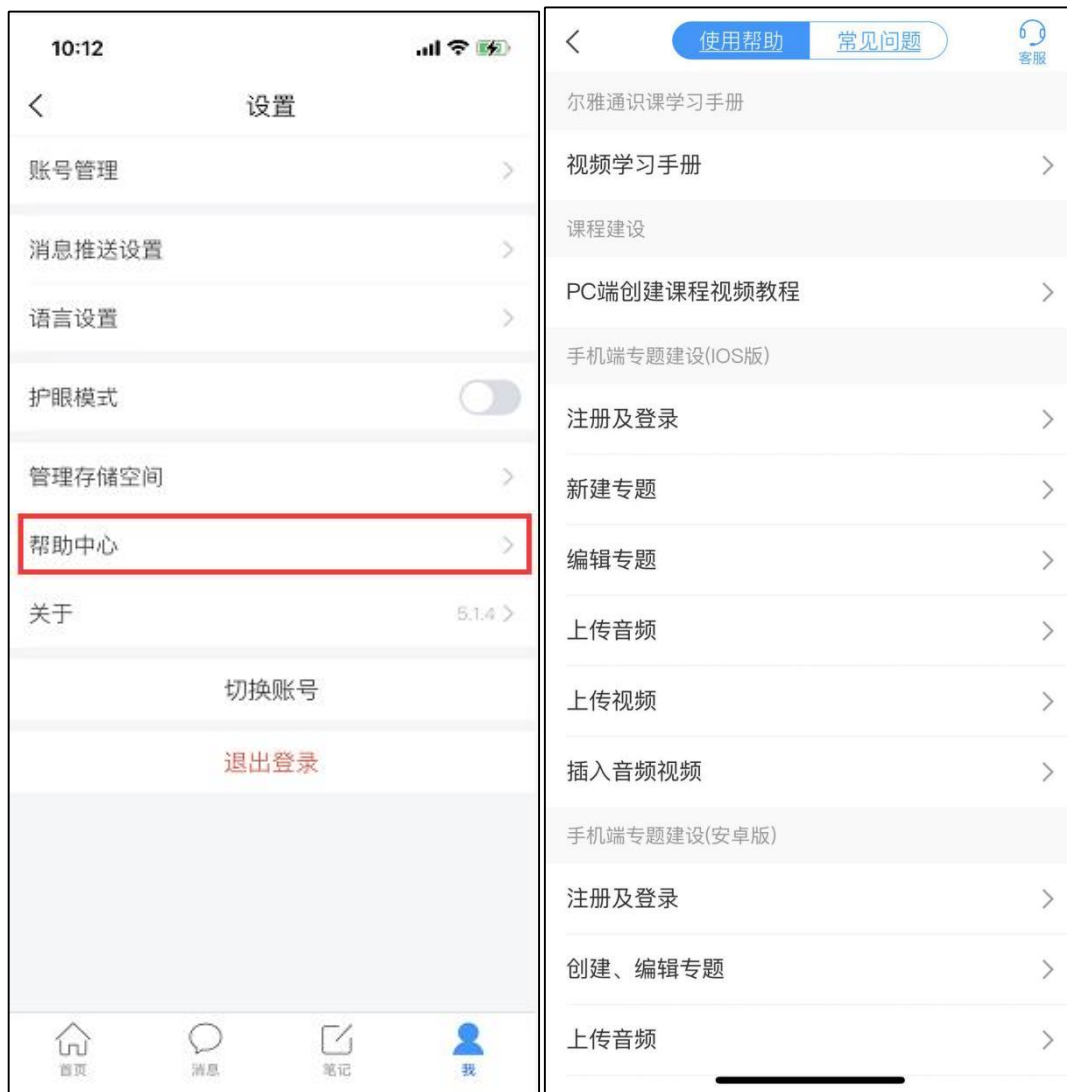 10:12
设置
账号管理
消息推送设置
语言设置
护眼模式
管理存储空间
帮助中心
关于 5.1.4
切换账号
退出登录
首页 消息 笔记 我
使用帮助 常见问题 客服
尔雅通识课学习手册
视频学习手册
课程建设
PC端创建课程视频教程
手机端专题建设(IOS版)
注册及登录
新建专题
编辑专题
上传音频
上传视频
插入音频视频
手机端专题建设(安卓版)
注册及登录
创建、编辑专题
上传音频